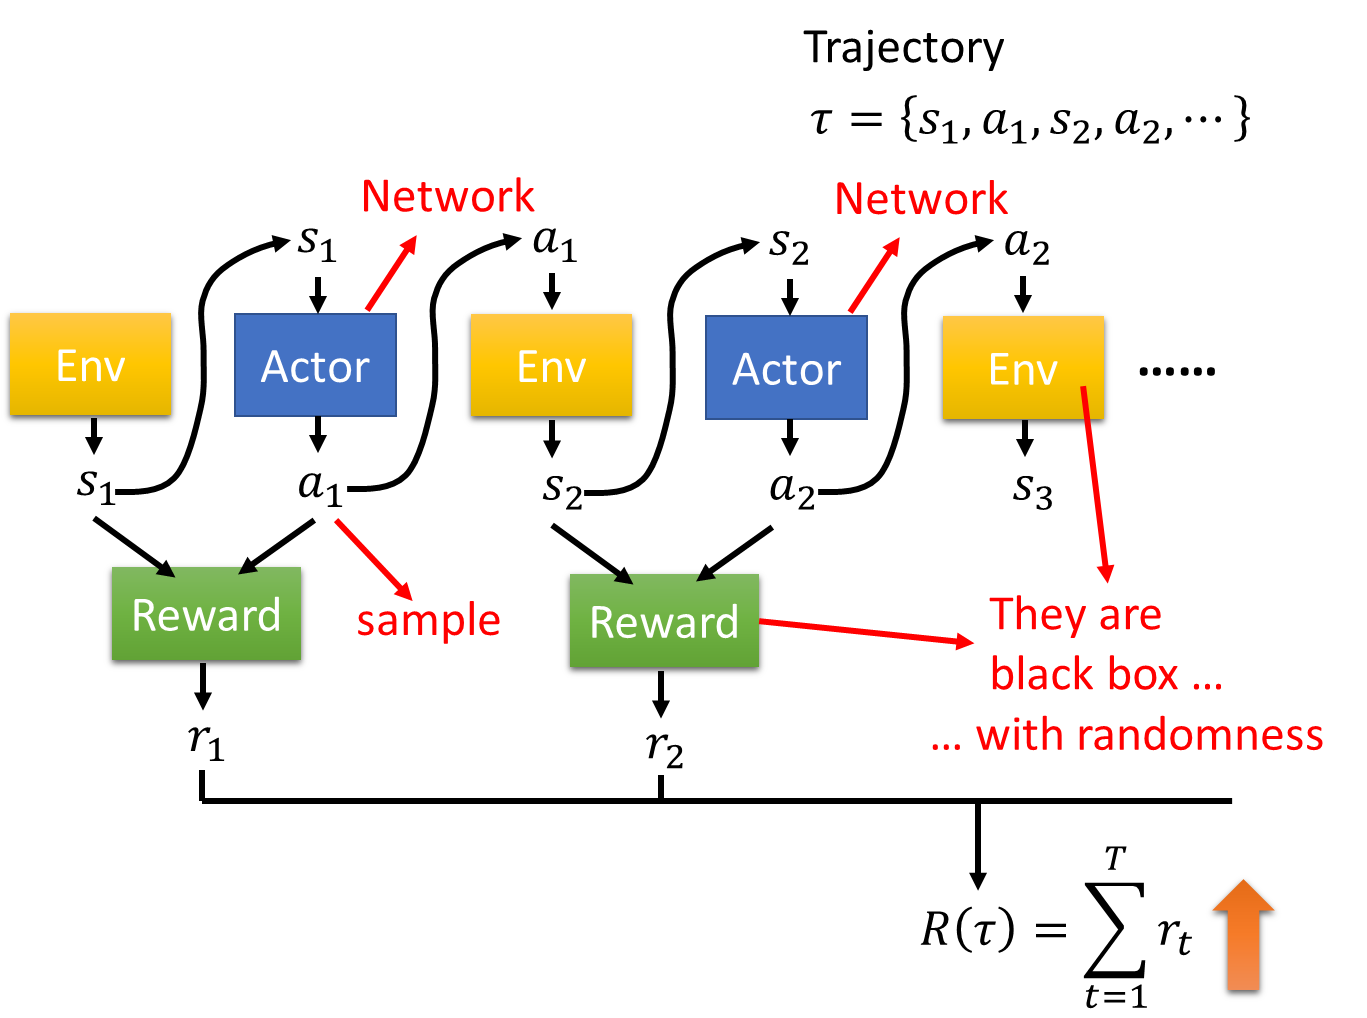 Trajectory
τ = {s₁, a₁, s₂, a₂, ⋯ }
Network
Network
s₁
a₁
s₂
a₂
Env
Actor
Env
Actor
Env
……
s₁
a₁
s₂
a₂
s₃
Reward
sample
Reward
They are
black box …
… with randomness
r₁
r₂
R(τ) = ∑_{t=1}^{T} r_t